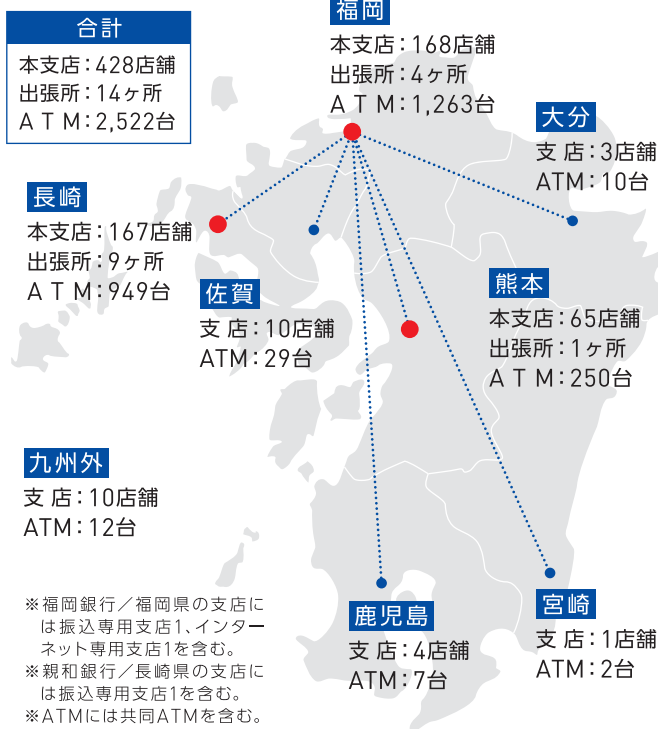 合計
本支店：428店舗
出張所：14ヶ所
ＡＴＭ：2,522台
福岡
本支店：168店舗
出張所：4ヶ所
ＡＴＭ：1,263台
大分
支 店：3店舗
ATM：10台
長崎
本支店：167店舗
出張所：9ヶ所
ＡＴＭ：949台
佐賀
支 店：10店舗
ATM：29台
熊本
本支店：65店舗
出張所：1ヶ所
ＡＴＭ：250台
九州外
支 店：10店舗
ATM：12台
鹿児島
支 店：4店舗
ATM：7台
宮崎
支 店：1店舗
ATM：2台
※福岡銀行／福岡県の支店に
は振込専用支店1、インター
ネット専用支店1を含む。
※親和銀行／長崎県の支店に
は振込専用支店1を含む。
※ATMには共同ATMを含む。